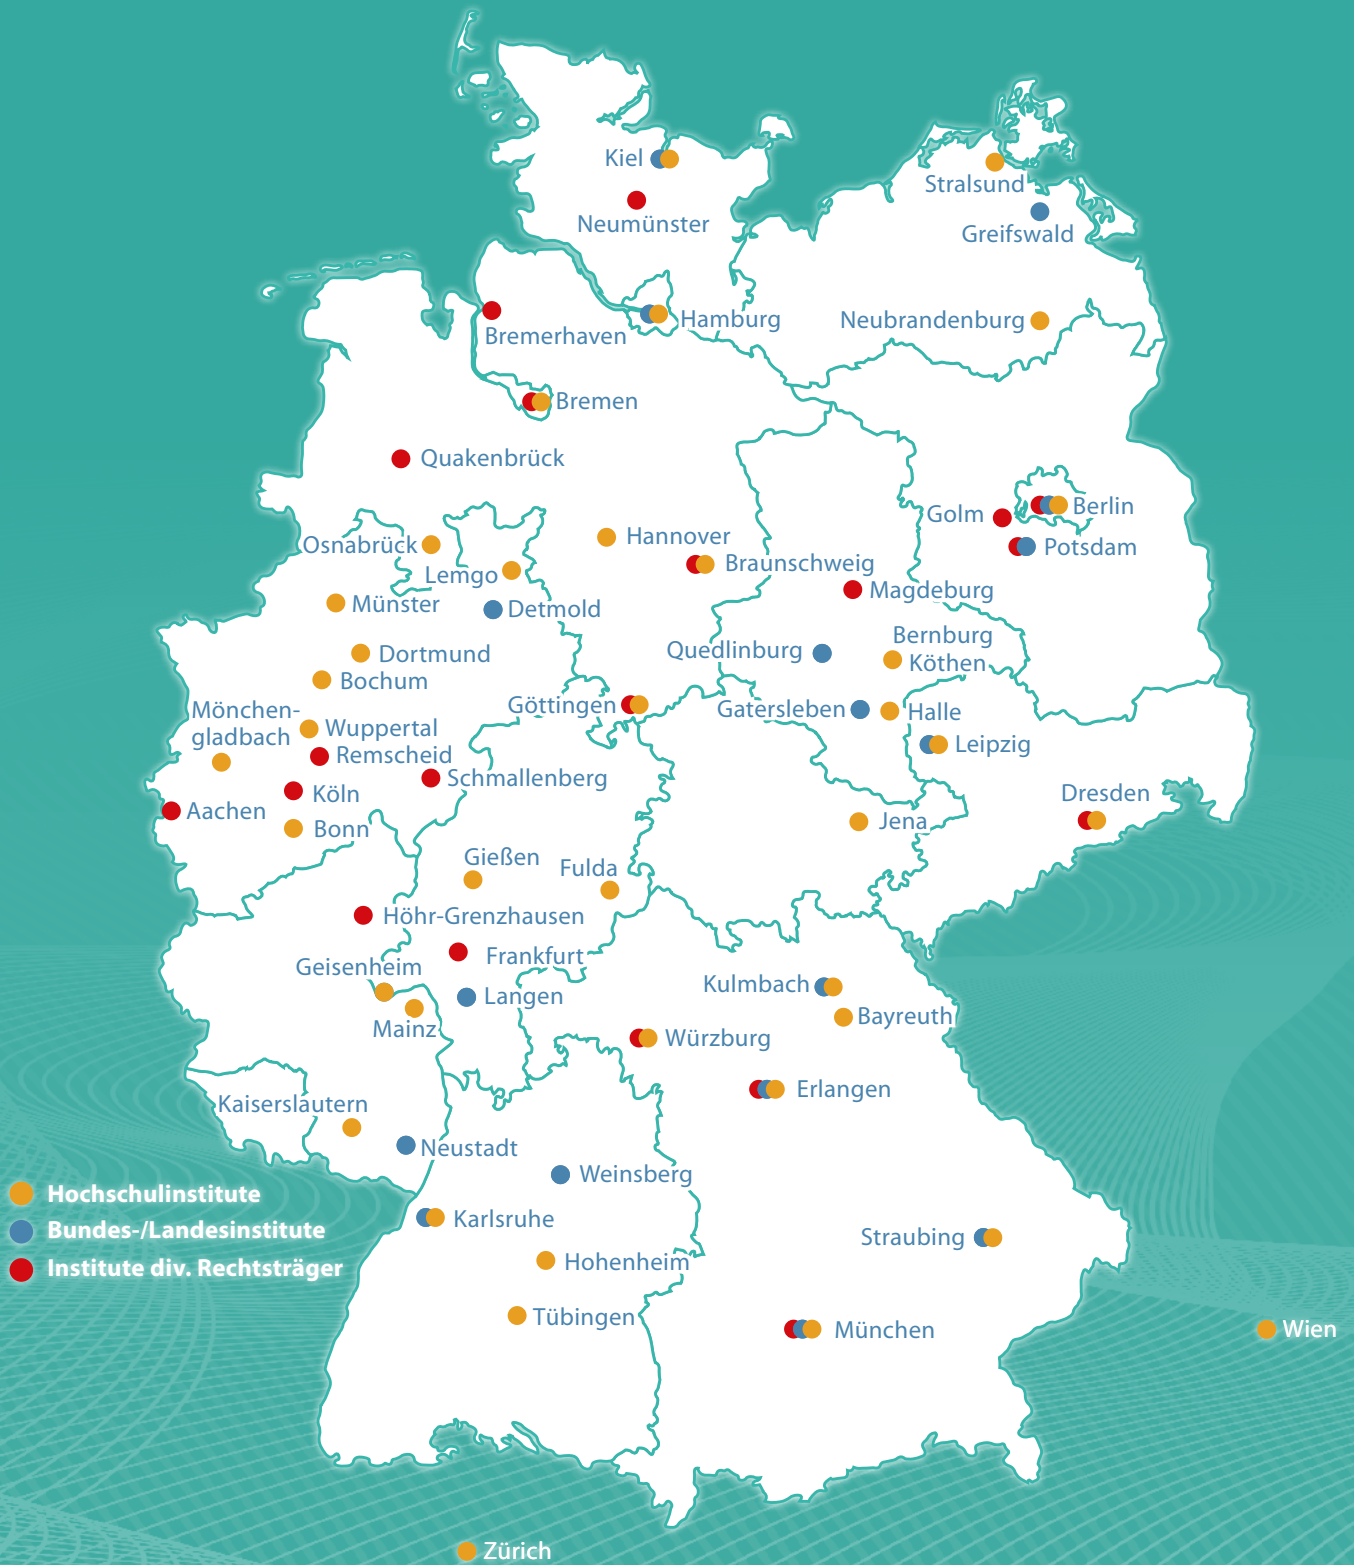 Kiel
Stralsund
Neumünster
Greifswald
Hamburg
Neubrandenburg
Bremerhaven
Bremen
Quakenbrück
Golm
Berlin
Osnabrück
Hannover
Potsdam
Lemgo
Braunschweig
Münster
Detmold
Magdeburg
Dortmund
Quedlinburg
Bernburg
Köthen
Bochum
Göttingen
Gatersleben
Halle
Mönchen-
gladbach
Wuppertal
Leipzig
Remscheid
Schmallenberg
Köln
Dresden
Aachen
Bonn
Jena
Gießen
Fulda
Höhr-Grenzhausen
Frankfurt
Geisenheim
Kulmbach
Langen
Bayreuth
Mainz
Würzburg
Erlangen
Kaiserslautern
Neustadt
Weinsberg
Hochschulinstitute
Karlsruhe
Bundes-/Landesinstitute
Straubing
Hohenheim
Institute div. Rechtsträger
Tübingen
München
Wien
Zürich